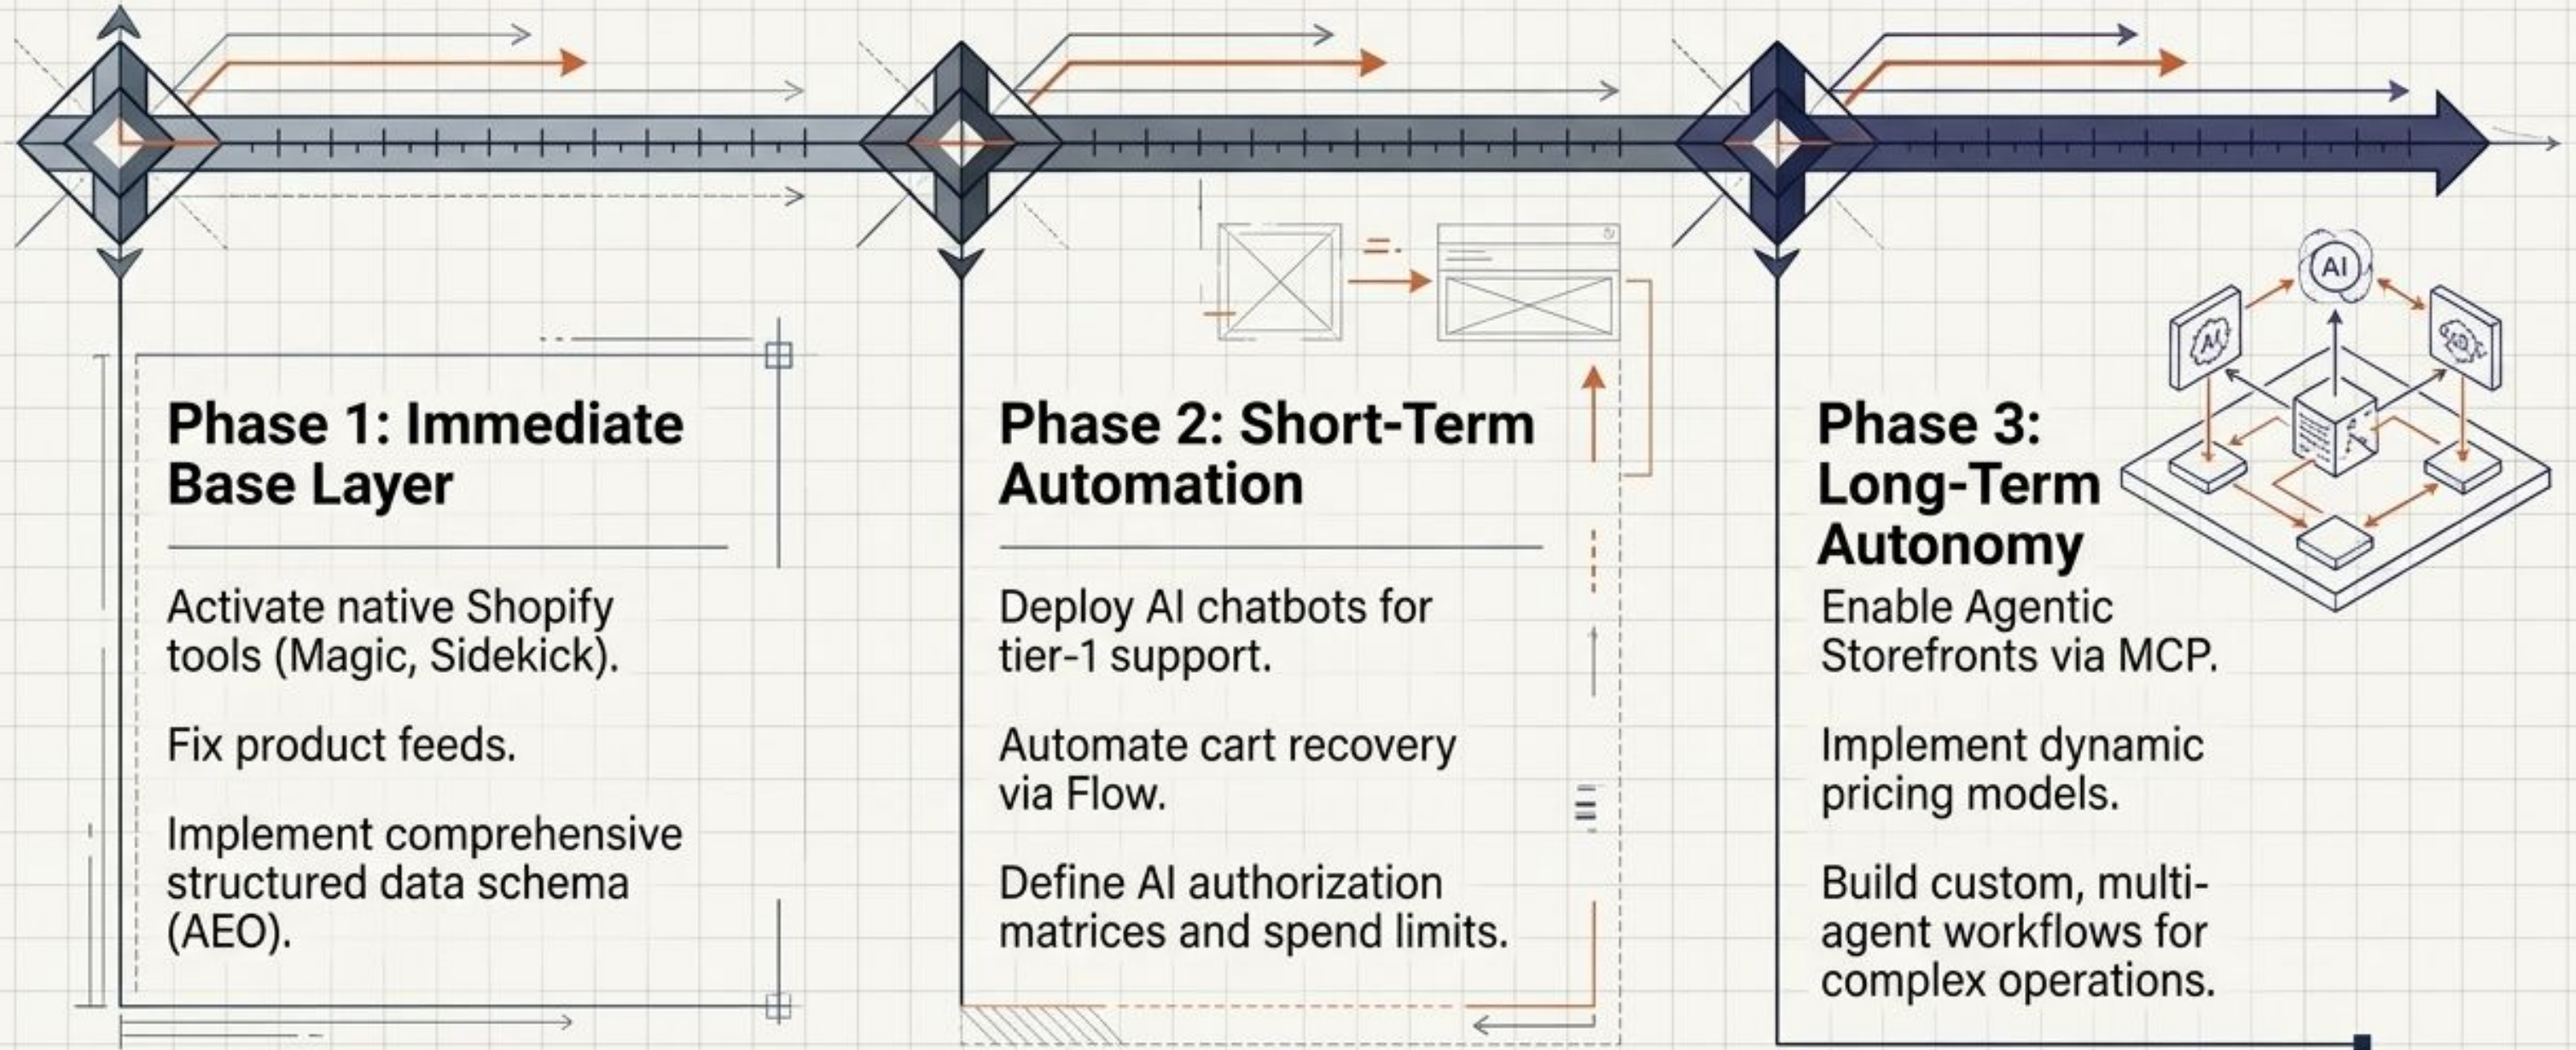 Phase 1: Immediate
Base Layer
Activate native Shopify
tools (Magic, Sidekick).
Fix product feeds.
Implement comprehensive
structured data schema
(AEO).
Phase 2: Short-Term
Automation
Deploy AI chatbots for
tier-1 support.
Automate cart recovery
via Flow.
Define AI authorization
matrices and spend limits.
Phase 3:
Long-Term
Autonomy
Enable Agentic
Storefronts via MCP.
Implement dynamic
pricing models.
Build custom, multi-
agent workflows for
complex operations.
AI
AI